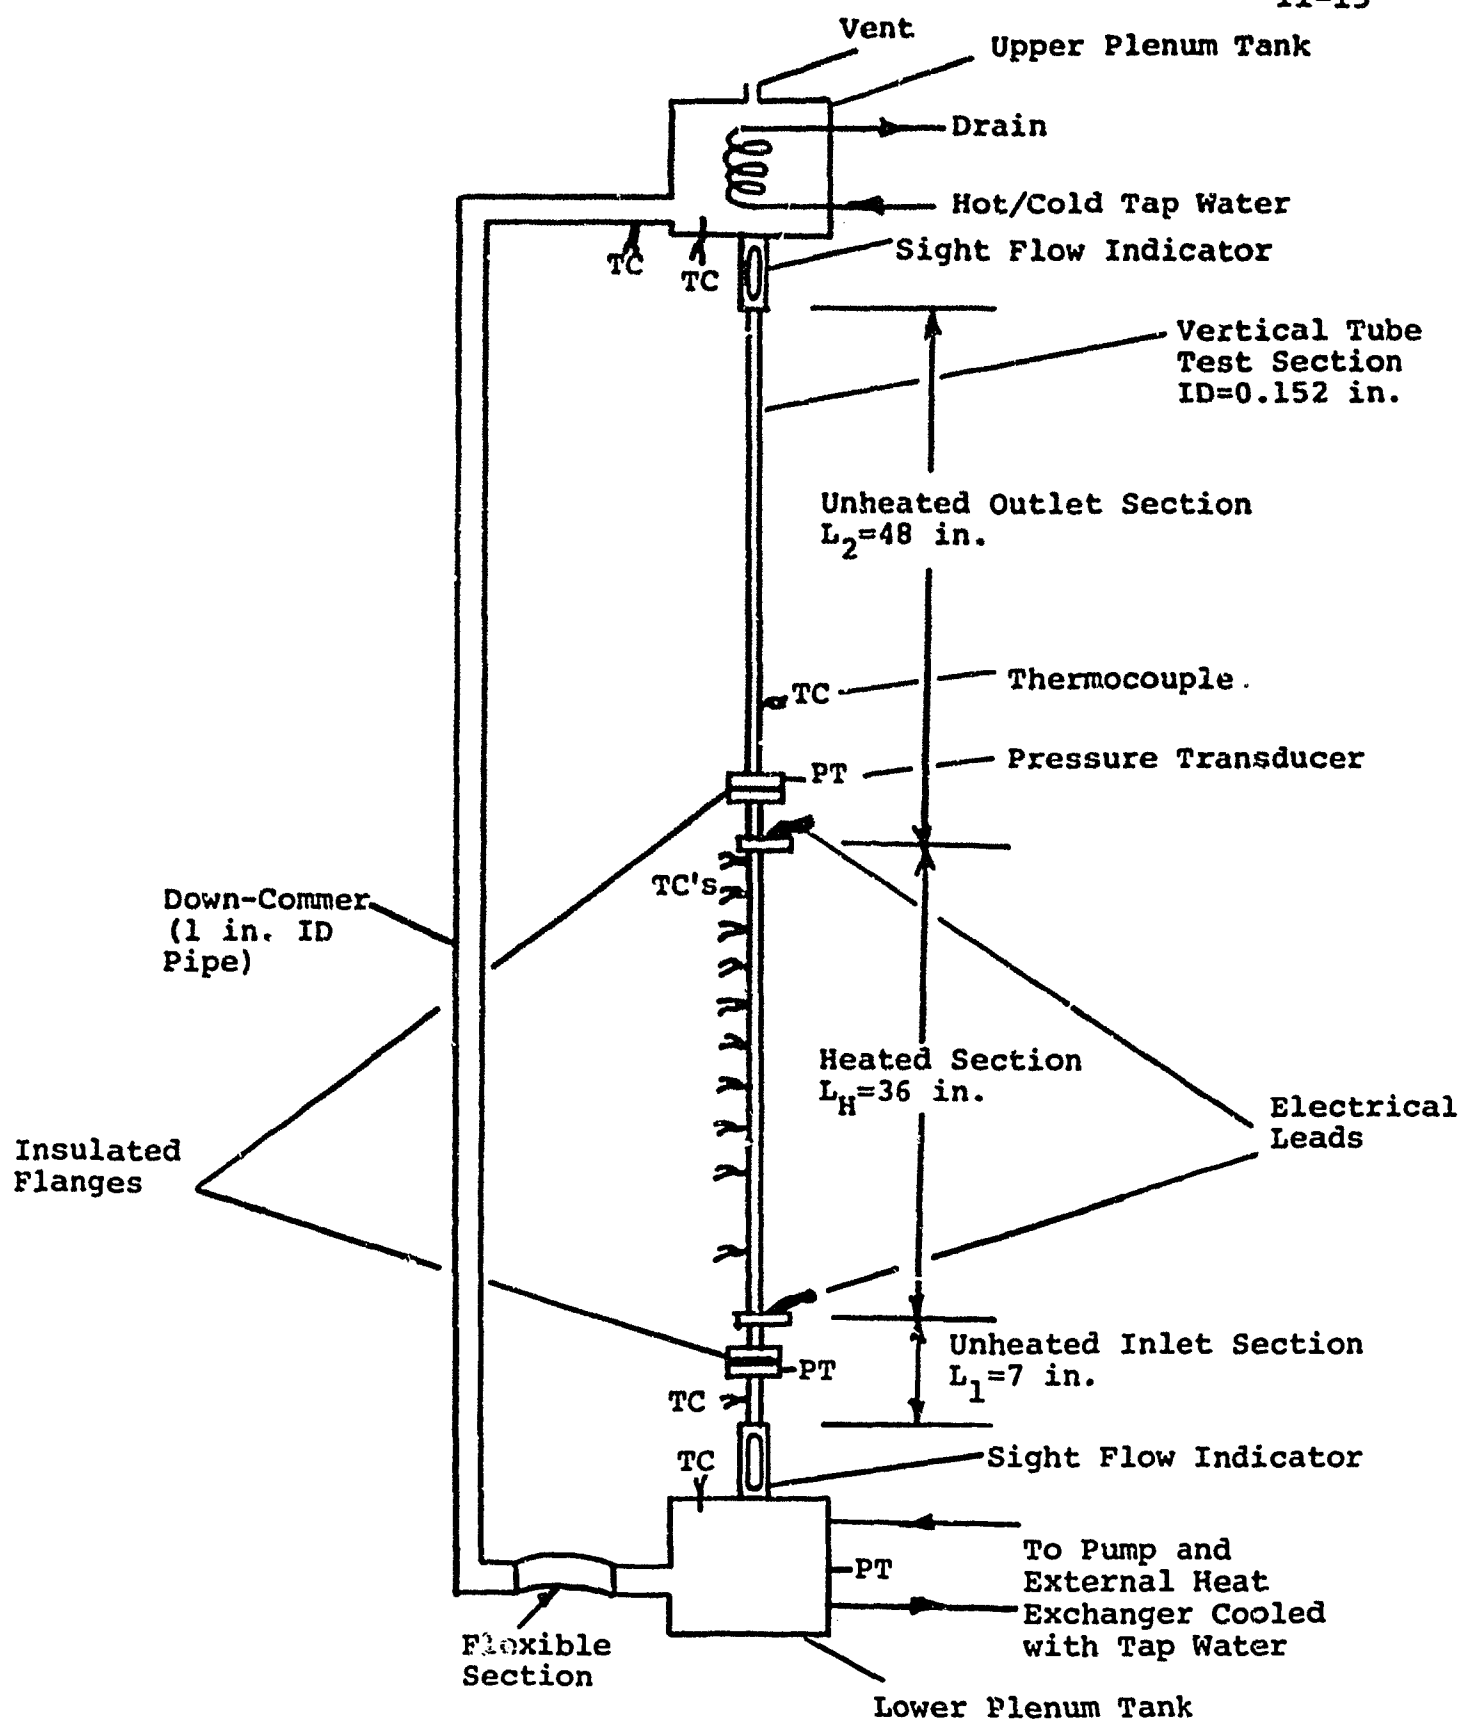 Vent
Upper Plenum Tank
Drain
Hot/Cold Tap Water
TC
TC
Sight Flow Indicator
Vertical Tube
Test Section
ID=0.152 in.
Unheated Outlet Section
L2=48 in.
TC
Thermocouple
PT
Pressure Transducer
TC's
Down-Commer
(1 in. ID
Pipe)
Heated Section
LH=36 in.
Electrical
Leads
Insulated
Flanges
Unheated Inlet Section
L1=7 in.
PT
TC
TC
Sight Flow Indicator
To Pump and
External Heat
Exchanger Cooled
with Tap Water
PT
Flexible
Section
Lower Plenum Tank